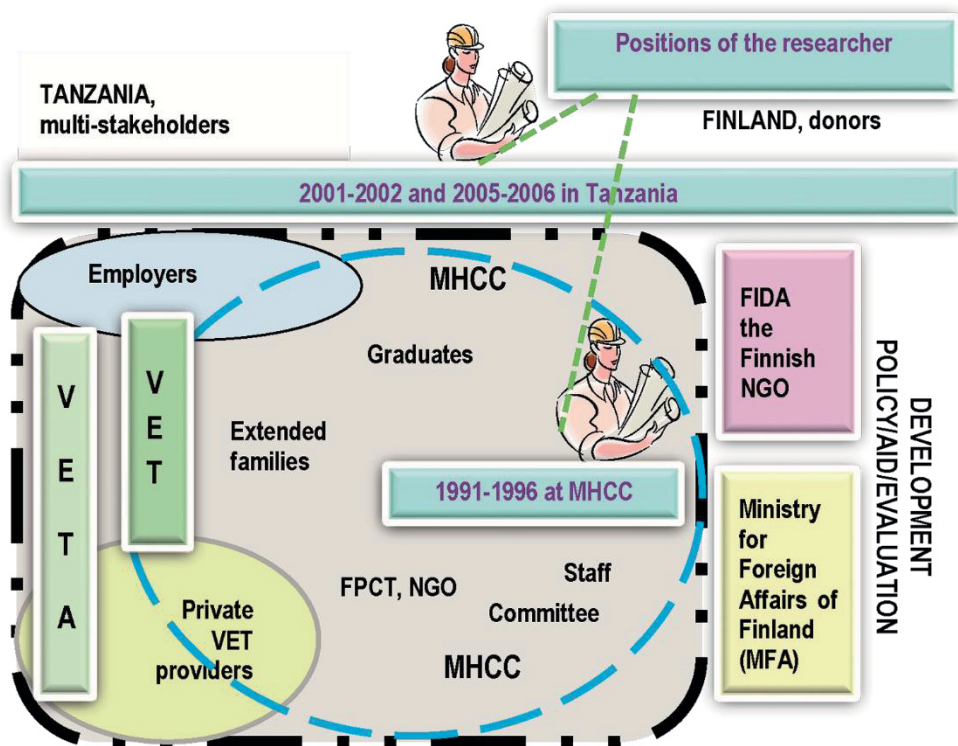 Positions of the researcher
TANZANIA,
multi-stakeholders
FINLAND, donors
2001-2002 and 2005-2006 in Tanzania
Employers
MHCC
Graduates
V E T A
V E T
Extended
families
1991-1996 at MHCC
FPCT, NGO
Staff
Committee
Private
VET
providers
MHCC
FIDA
the
Finnish
NGO
Ministry
for
Foreign
Affairs of
Finland
(MFA)
DEVELOPMENT
POLICY/AID/EVALUATION